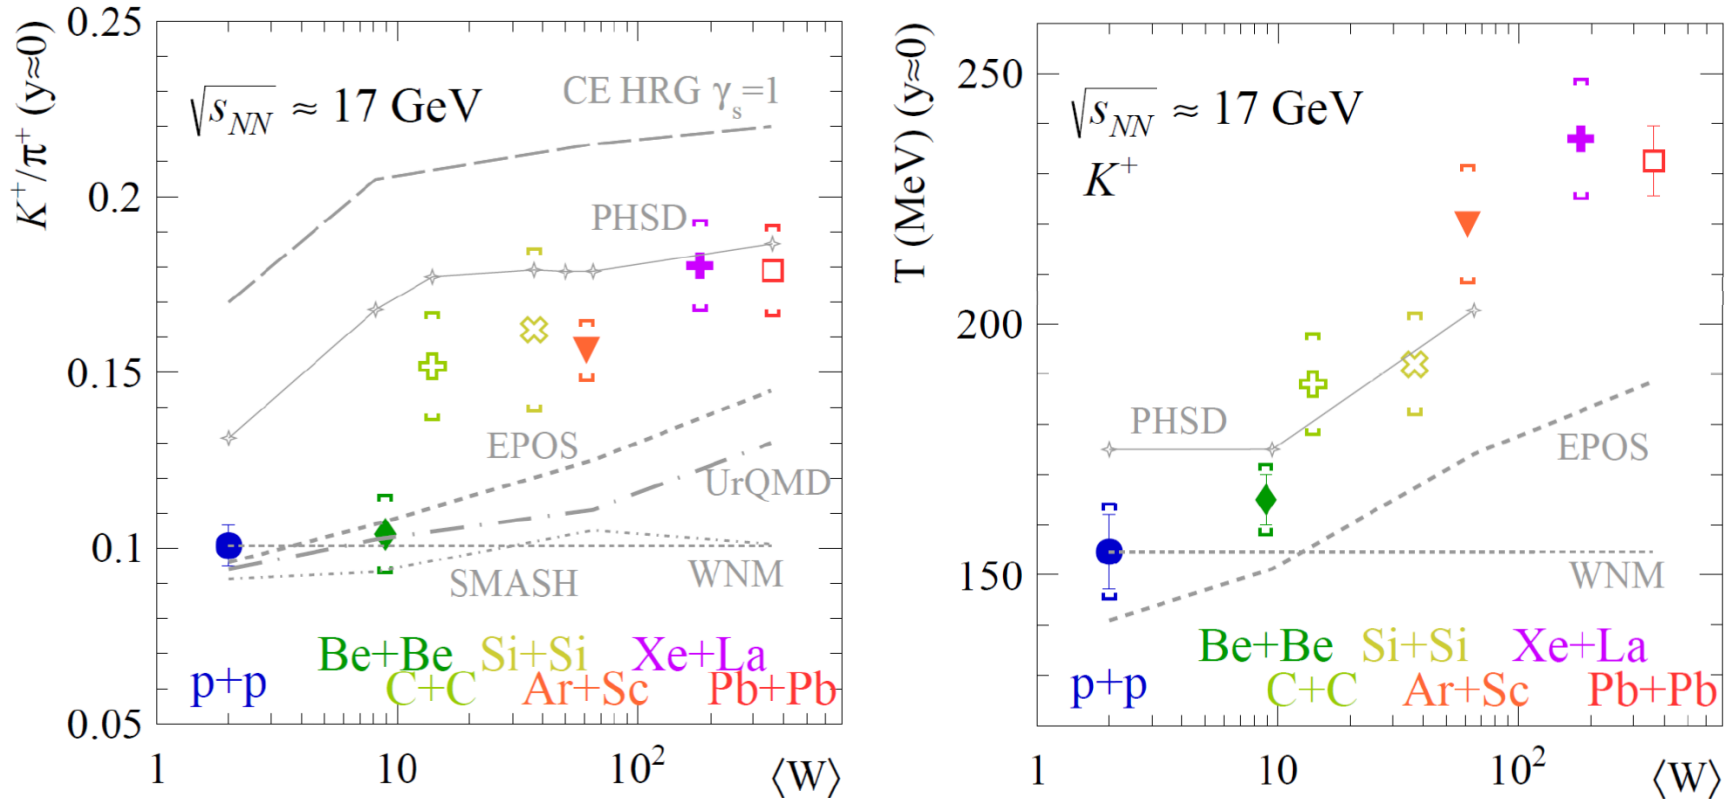 K⁺/π⁺ (y≈0)
0.25
0.2
0.15
0.1
0.05
√s_NN ≈ 17 GeV
CE HRG γ_s=1
PHSD
EPOS
UrQMD
SMASH
WNM
Be+Be Si+Si Xe+La
p+p C+C Ar+Sc Pb+Pb
1 10 10² ⟨W⟩
T (MeV) (y≈0)
250
200
150
√s_NN ≈ 17 GeV
K⁺
PHSD
EPOS
WNM
Be+Be Si+Si Xe+La
p+p C+C Ar+Sc Pb+Pb
1 10 10² ⟨W⟩